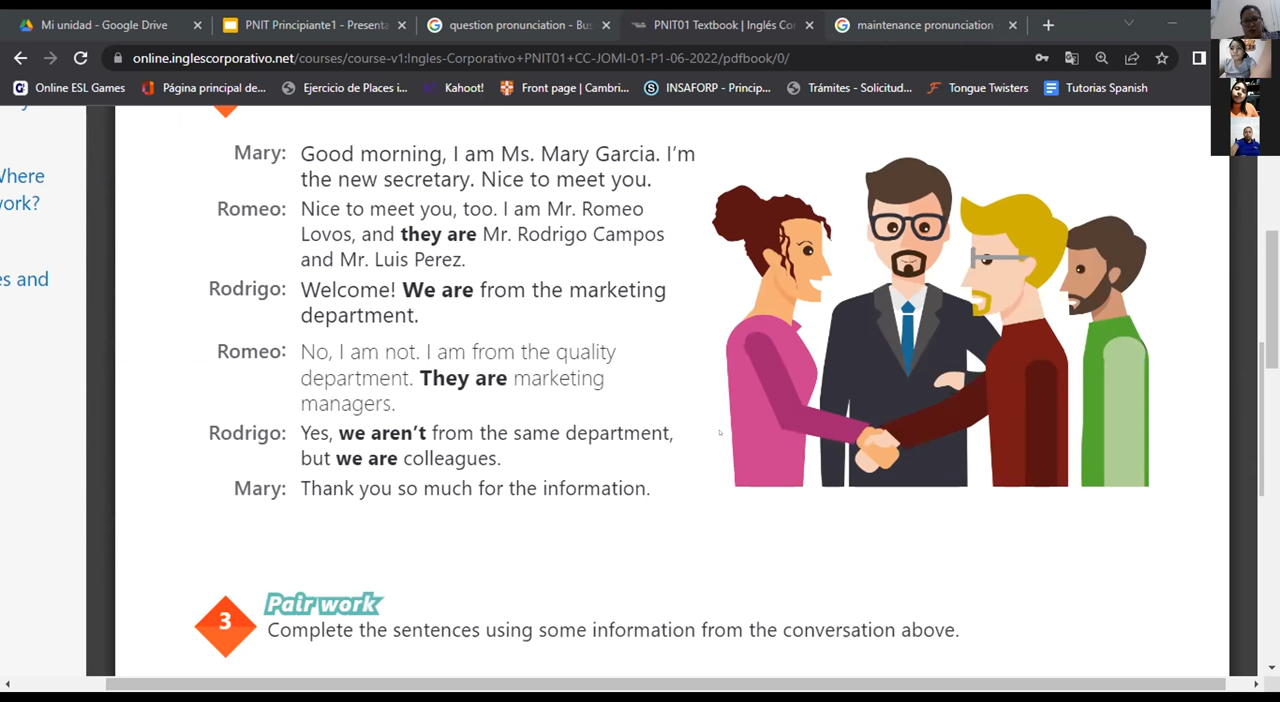 Mi unidad - Google Drive
PNIT Principiante1 - Presenta
question pronunciation - Bus
PNIT01 Textbook | Inglés Co
maintenance pronunciation
online.inglescorporativo.net/courses/course-v1:Ingles-Corporativo+PNIT01+CC-JOMI-01-P1-06-2022/pdfbook/0/
Online ESL Games
Página principal de...
Ejercicio de Places i...
Kahoot!
Front page | Cambri...
INSAFORP - Princip...
Trámites - Solicitud...
Tongue Twisters
Tutorias Spanish
Where
work?
es and
Mary: Good morning, I am Ms. Mary Garcia. I'm
the new secretary. Nice to meet you.
Romeo: Nice to meet you, too. I am Mr. Romeo
Lovos, and they are Mr. Rodrigo Campos
and Mr. Luis Perez.
Rodrigo: Welcome! We are from the marketing
department.
Romeo: No, I am not. I am from the quality
department. They are marketing
managers.
Rodrigo: Yes, we aren't from the same department,
but we are colleagues.
Mary: Thank you so much for the information.
3
Pair work
Complete the sentences using some information from the conversation above.